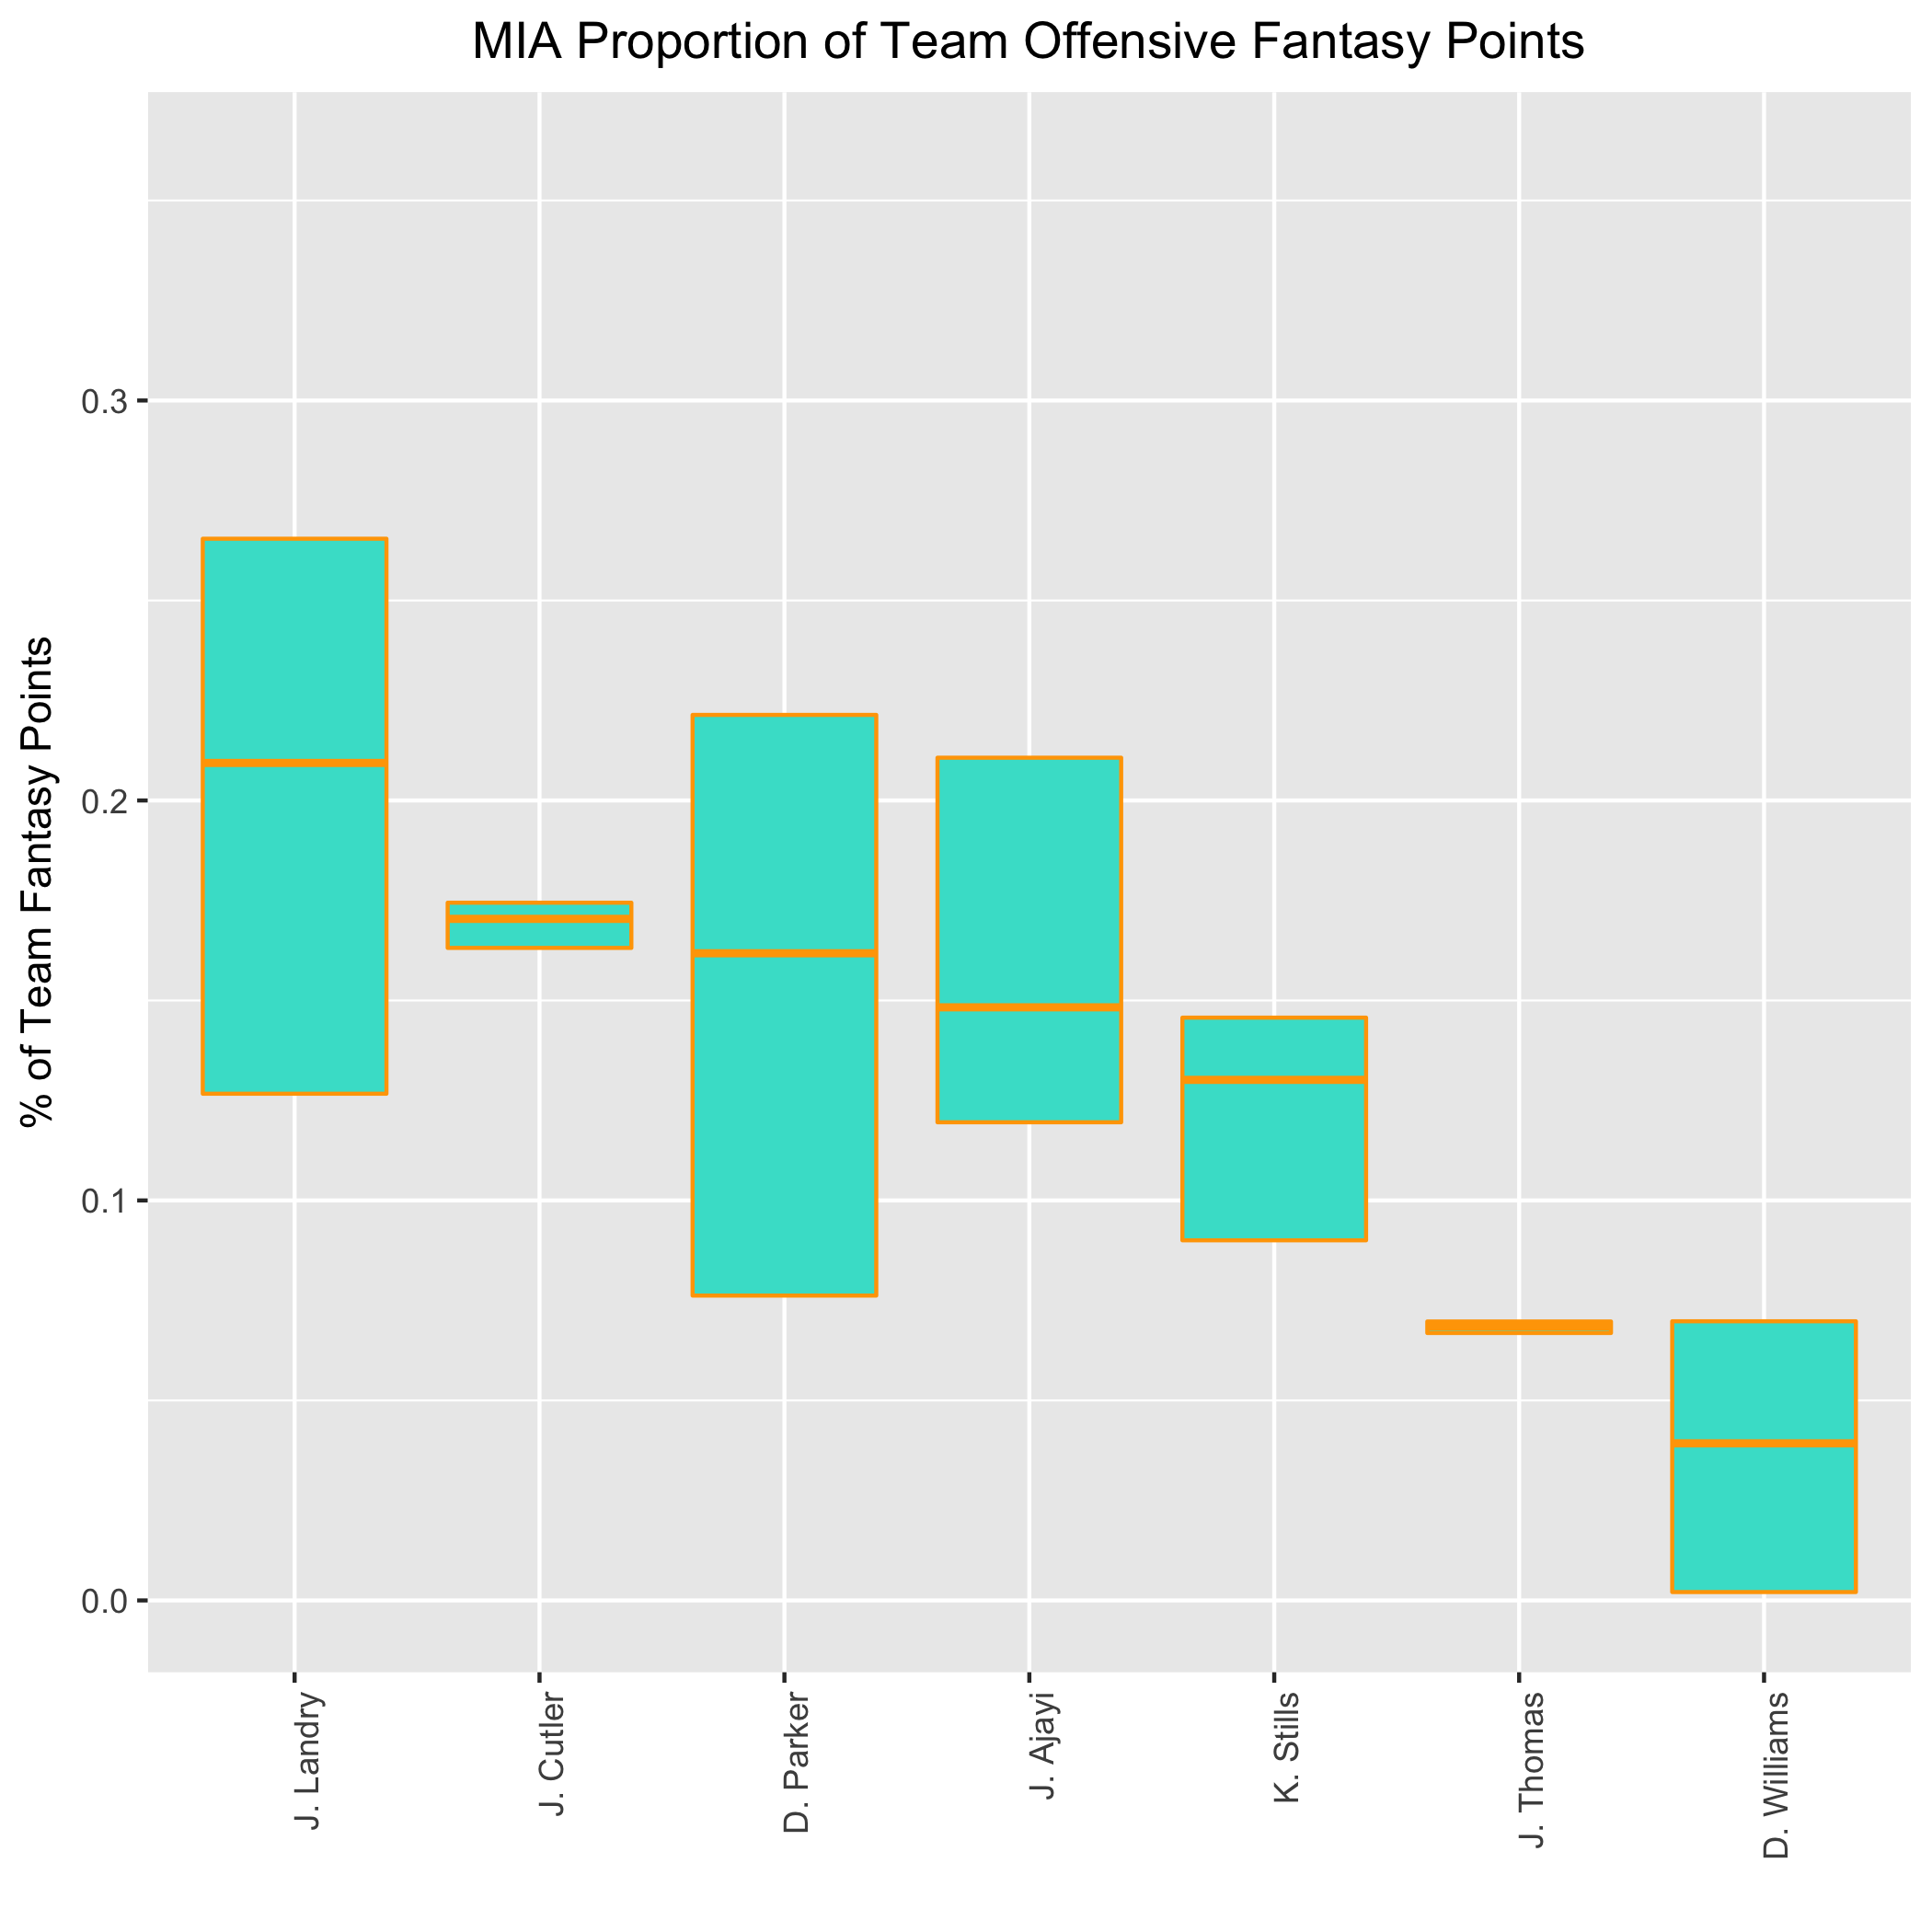 MIA Proportion of Team Offensive Fantasy Points
% of Team Fantasy Points
0.3
0.2
0.1
0.0
J. Landry
J. Cutler
D. Parker
J. Ajayi
K. Stills
J. Thomas
D. Williams